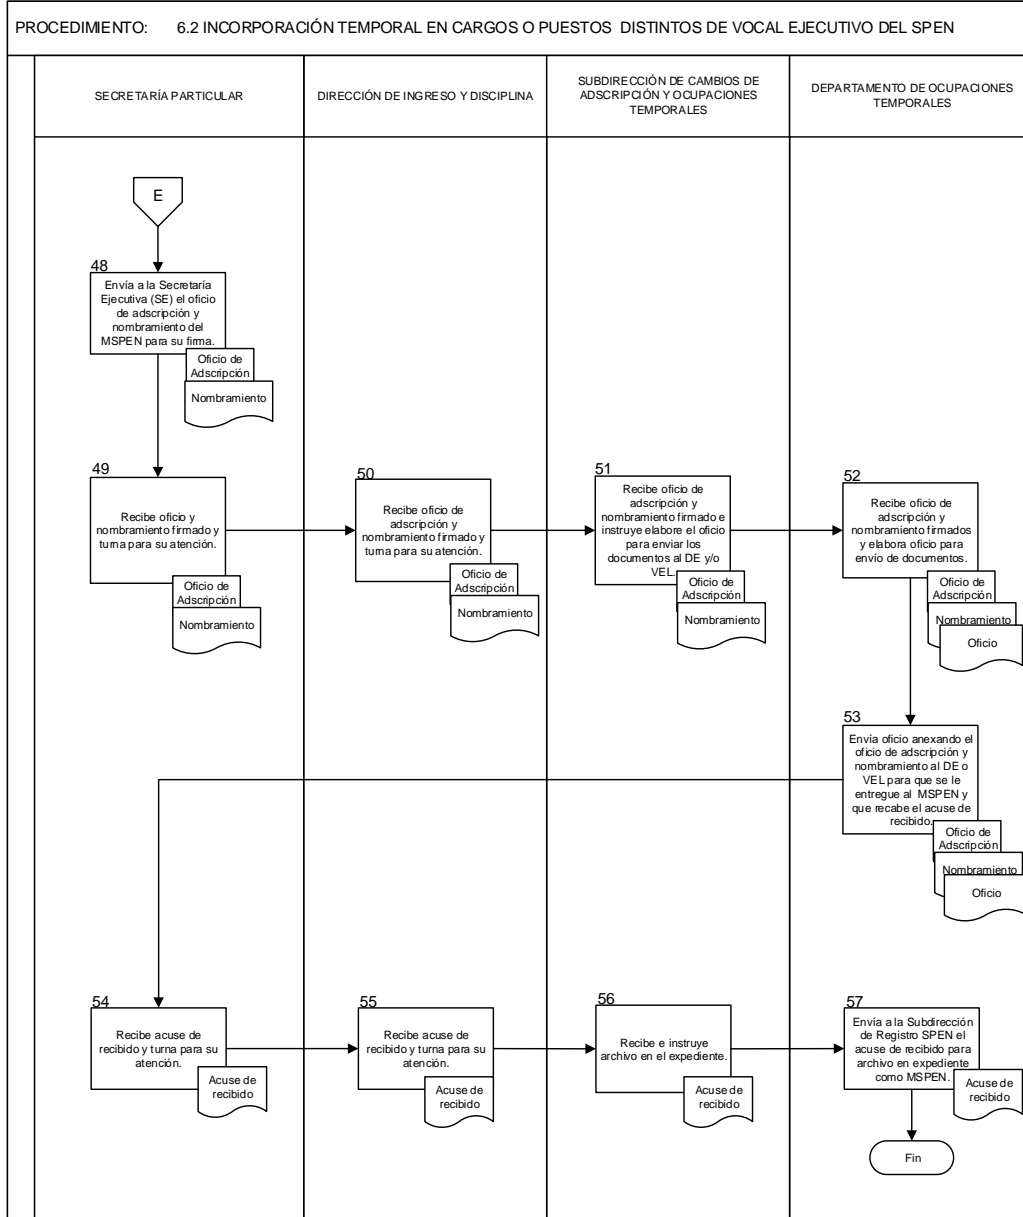 PROCEDIMIENTO: 6.2 INCORPORACIÓN TEMPORAL EN CARGOS O PUESTOS DISTINTOS DE VOCAL EJECUTIVO DEL SPEN
SECRETARÍA PARTICULAR
DIRECCIÓN DE INGRESO Y DISCIPLINA
SUBDIRECCIÓN DE CAMBIOS DE
ADSCRIPCIÓN Y OCUPACIONES
TEMPORALES
DEPARTAMENTO DE OCUPACIONES
TEMPORALES
E
48
Envía a la Secretaría
Ejecutiva (SE) el oficio
de adscripción y
nombramiento del
MSPEN para su firma.
Oficio de
Adscripción
Nombramiento
49
Recibe oficio y
nombramiento firmado y
turna para su atención.
Oficio de
Adscripción
Nombramiento
50
Recibe oficio de
adscripción y
nombramiento firmado y
turna para su atención.
Oficio de
Adscripción
Nombramiento
51
Recibe oficio de
adscripción y
nombramiento firmado e
instruye elabore el oficio
para enviar los
documentos al DE y/o
VEL.
Oficio de
Adscripción
Nombramiento
52
Recibe oficio de
adscripción y
nombramiento firmados
y elabora oficio para
envío de documentos.
Oficio de
Adscripción
Nombramiento
Oficio
53
Envía oficio anexando el
oficio de adscripción y
nombramiento al DE o
VEL para que se le
entregue al MSPEN y
que recabe el acuse de
recibido.
Oficio de
Adscripción
Nombramiento
Oficio
54
Recibe acuse de
recibido y turna para su
atención.
Acuse de
recibido
55
Recibe acuse de
recibido y turna para su
atención.
Acuse de
recibido
56
Recibe e instruye
archivo en el expediente.
Acuse de
recibido
57
Envía a la Subdirección
de Registro SPEN el
acuse de recibido para
archivo en expediente
como MSPEN.
Acuse de
recibido
Fin